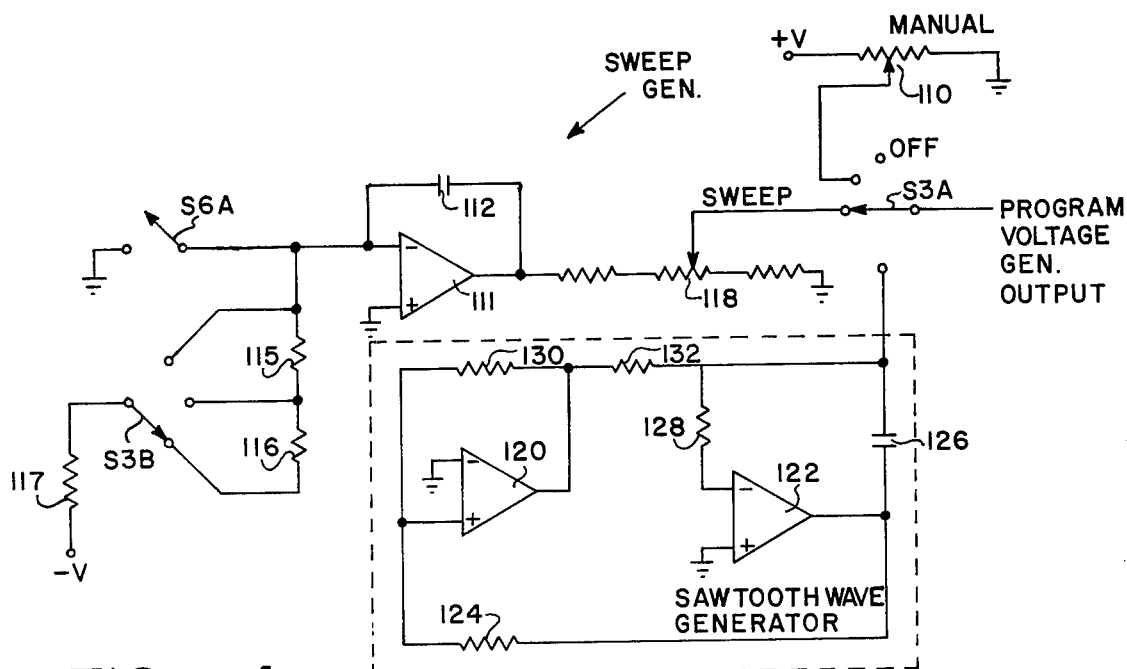 MANUAL
+V
SWEEP
GEN.
110
OFF
S6A
112
SWEEP
S3A
PROGRAM
VOLTAGE
GEN.
OUTPUT
−
+
111
118
115
130
132
116
128
126
S3B
117
−
+
120
−
+
122
−V
124
SAWTOOTH WAVE
GENERATOR